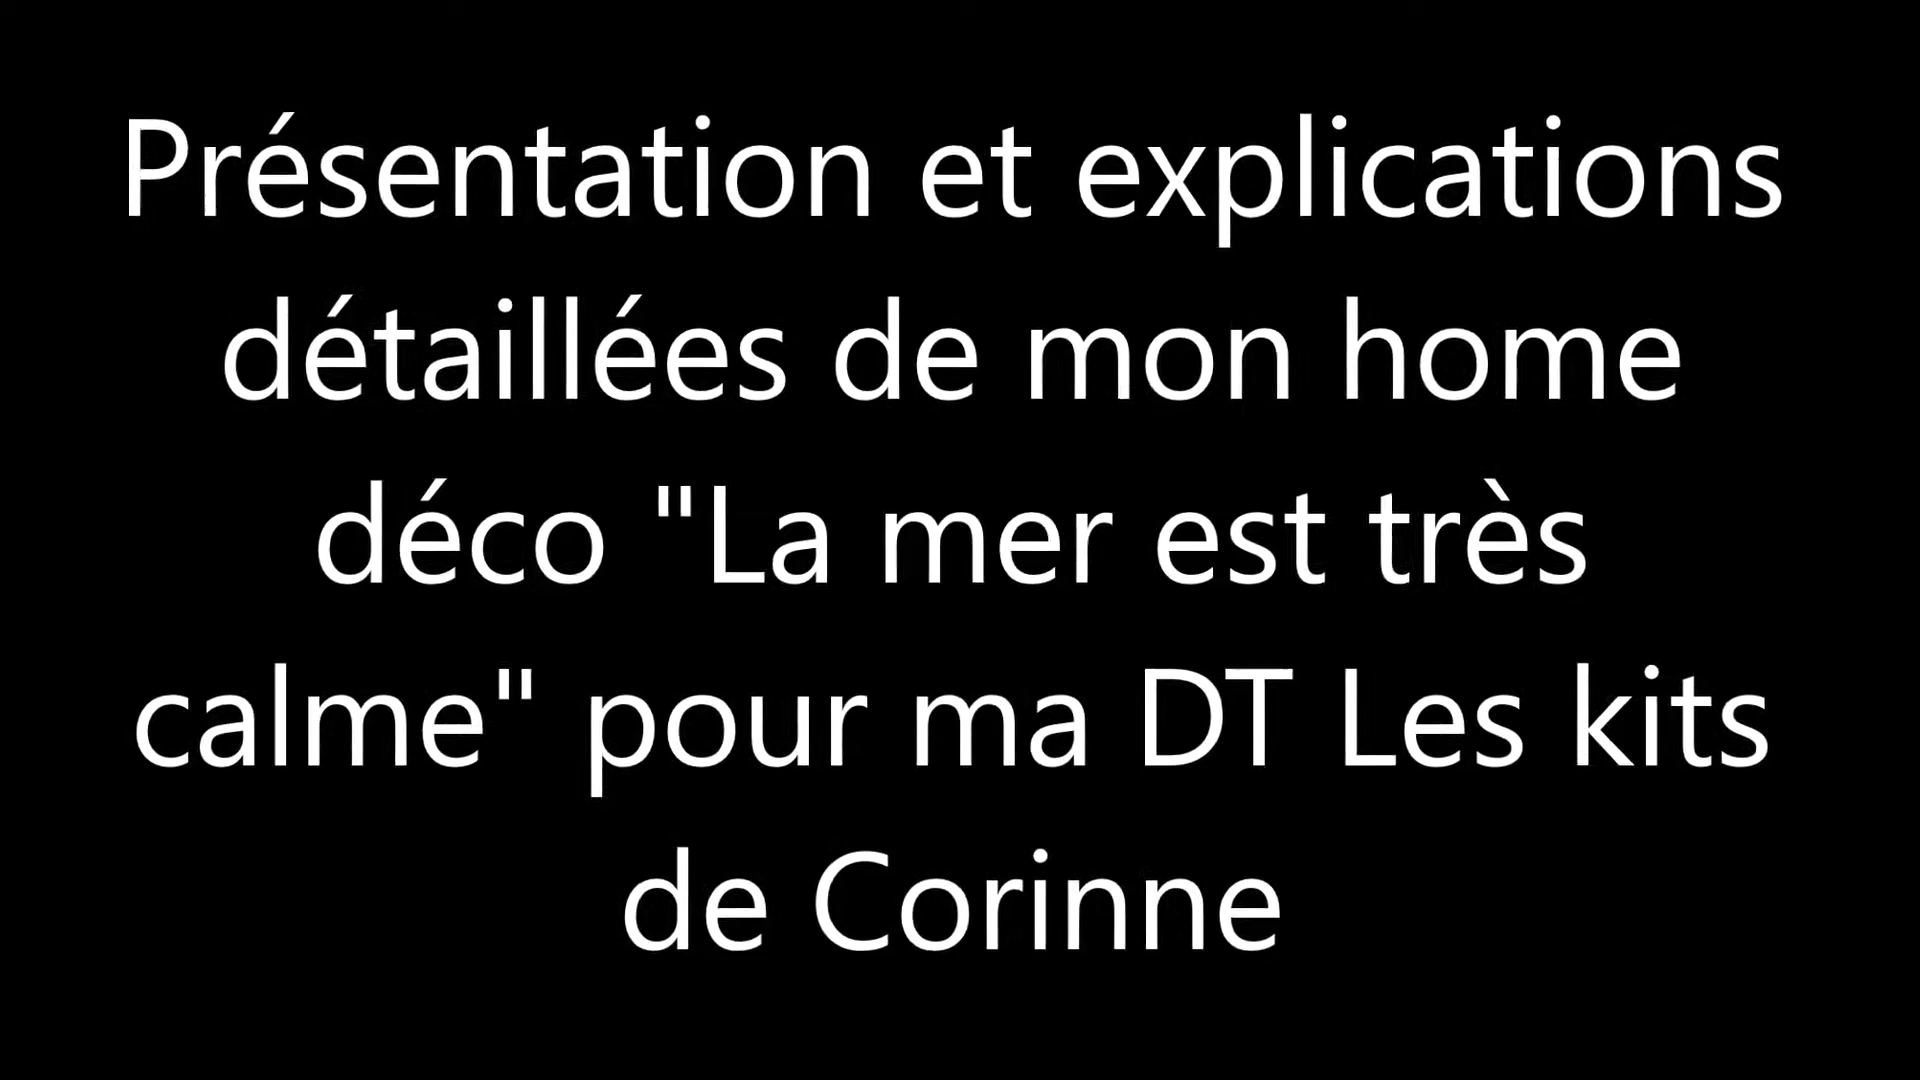 Présentation et explications
détaillées de mon home
déco "La mer est très
calme" pour ma DT Les kits
de Corinne